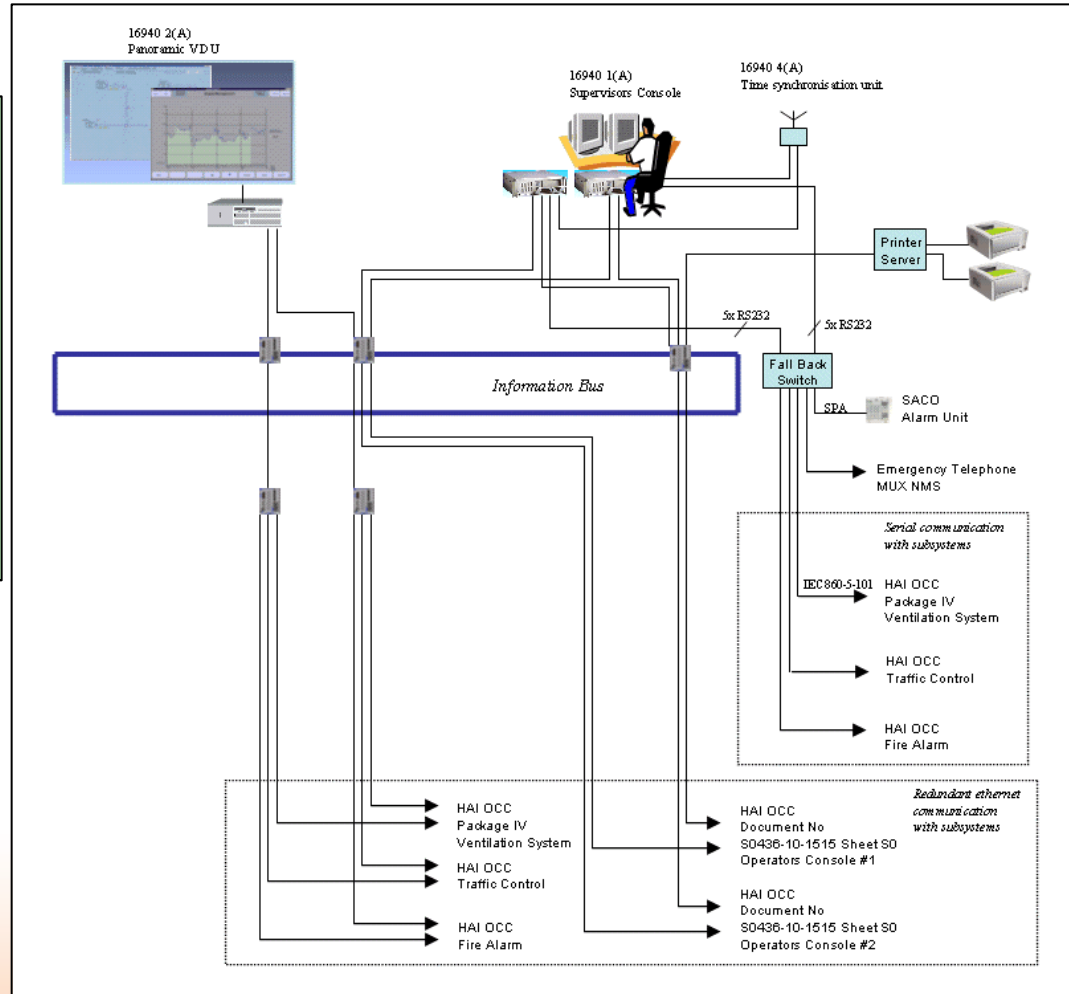 16940 2(A)
Panoramic VDU
16940 1(A)
Supervisors Console
16940 4(A)
Time synchronisation unit
Printer
Server
5x RS232
5x RS232
Fall Back
Switch
Information Bus
SPA
SACO
Alarm Unit
Emergency Telephone
MUX NMS
Serial communication
with subsystems
IEC860-5-101
HAI OCC
Package IV
Ventilation System
HAI OCC
Traffic Control
HAI OCC
Fire Alarm
Redundant ethernet
communication
with subsystems
HAI OCC
Package IV
Ventilation System
HAI OCC
Traffic Control
HAI OCC
Fire Alarm
HAI OCC
Document No
S0436-10-1515 Sheet S0
Operators Console #1
HAI OCC
Document No
S0436-10-1515 Sheet S0
Operators Console #2